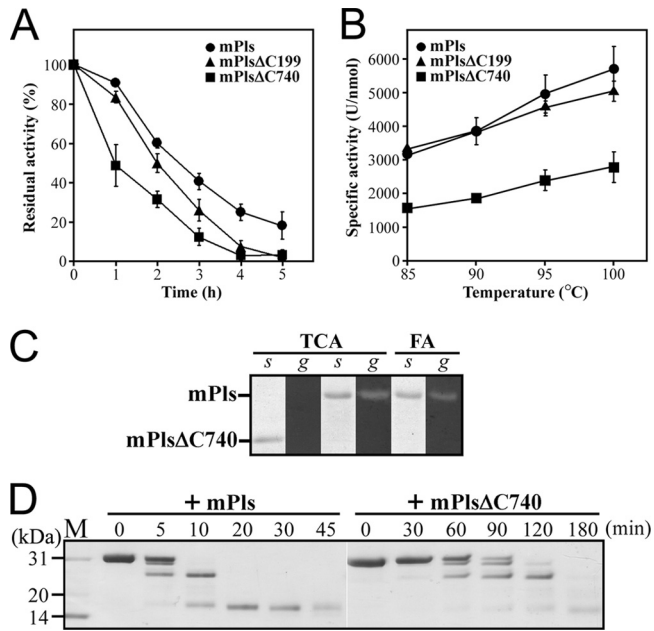 A
mPls
mPlsΔC199
mPlsΔC740
Residual activity (%)
100
80
60
40
20
0
0 1 2 3 4 5
Time (h)
B
mPls
mPlsΔC199
mPlsΔC740
Specific activity (U/nmol)
6000
5000
4000
3000
2000
1000
0
85 90 95 100
Temperature (°C)
C
TCA FA
s g s g s g
mPls
mPlsΔC740
D
+ mPls + mPlsΔC740
(kDa) M 0 5 10 20 30 45 0 30 60 90 120 180 (min)
31
20
14